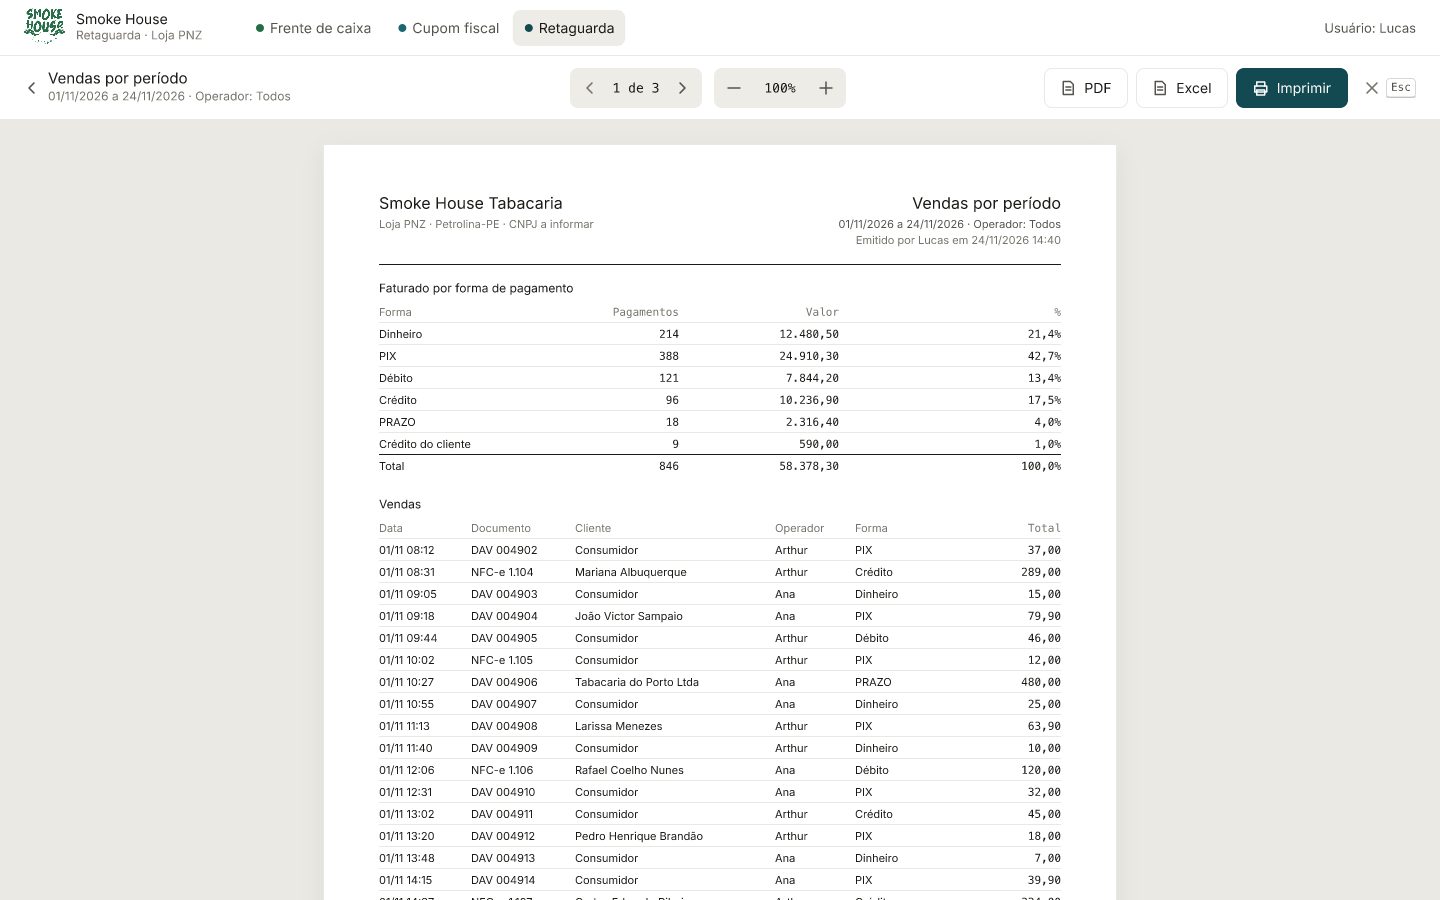 SMOKE HOUSE
Smoke House
Retaguarda · Loja PNZ
Frente de caixa
Cupom fiscal
Retaguarda
Usuário: Lucas
Vendas por período
01/11/2026 a 24/11/2026 · Operador: Todos
1 de 3
100%
PDF
Excel
Imprimir
Esc
Smoke House Tabacaria
Loja PNZ · Petrolina-PE · CNPJ a informar
Vendas por período
01/11/2026 a 24/11/2026 · Operador: Todos
Emitido por Lucas em 24/11/2026 14:40
Faturado por forma de pagamento
Forma Pagamentos Valor %
Dinheiro 214 12.480,50 21,4%
PIX 388 24.910,30 42,7%
Débito 121 7.844,20 13,4%
Crédito 96 10.236,90 17,5%
PRAZO 18 2.316,40 4,0%
Crédito do cliente 9 590,00 1,0%
Total 846 58.378,30 100,0%
Vendas
Data Documento Cliente Operador Forma Total
01/11 08:12 DAV 004902 Consumidor Arthur PIX 37,00
01/11 08:31 NFC-e 1.104 Mariana Albuquerque Arthur Crédito 289,00
01/11 09:05 DAV 004903 Consumidor Ana Dinheiro 15,00
01/11 09:18 DAV 004904 João Victor Sampaio Ana PIX 79,90
01/11 09:44 DAV 004905 Consumidor Arthur Débito 46,00
01/11 10:02 NFC-e 1.105 Consumidor Arthur PIX 12,00
01/11 10:27 DAV 004906 Tabacaria do Porto Ltda Ana PRAZO 480,00
01/11 10:55 DAV 004907 Consumidor Ana Dinheiro 25,00
01/11 11:13 DAV 004908 Larissa Menezes Arthur PIX 63,90
01/11 11:40 DAV 004909 Consumidor Arthur Dinheiro 10,00
01/11 12:06 NFC-e 1.106 Rafael Coelho Nunes Ana Débito 120,00
01/11 12:31 DAV 004910 Consumidor Ana PIX 32,00
01/11 13:02 DAV 004911 Consumidor Arthur Crédito 45,00
01/11 13:20 DAV 004912 Pedro Henrique Brandão Arthur PIX 18,00
01/11 13:48 DAV 004913 Consumidor Ana Dinheiro 7,00
01/11 14:15 DAV 004914 Consumidor Ana PIX 39,90